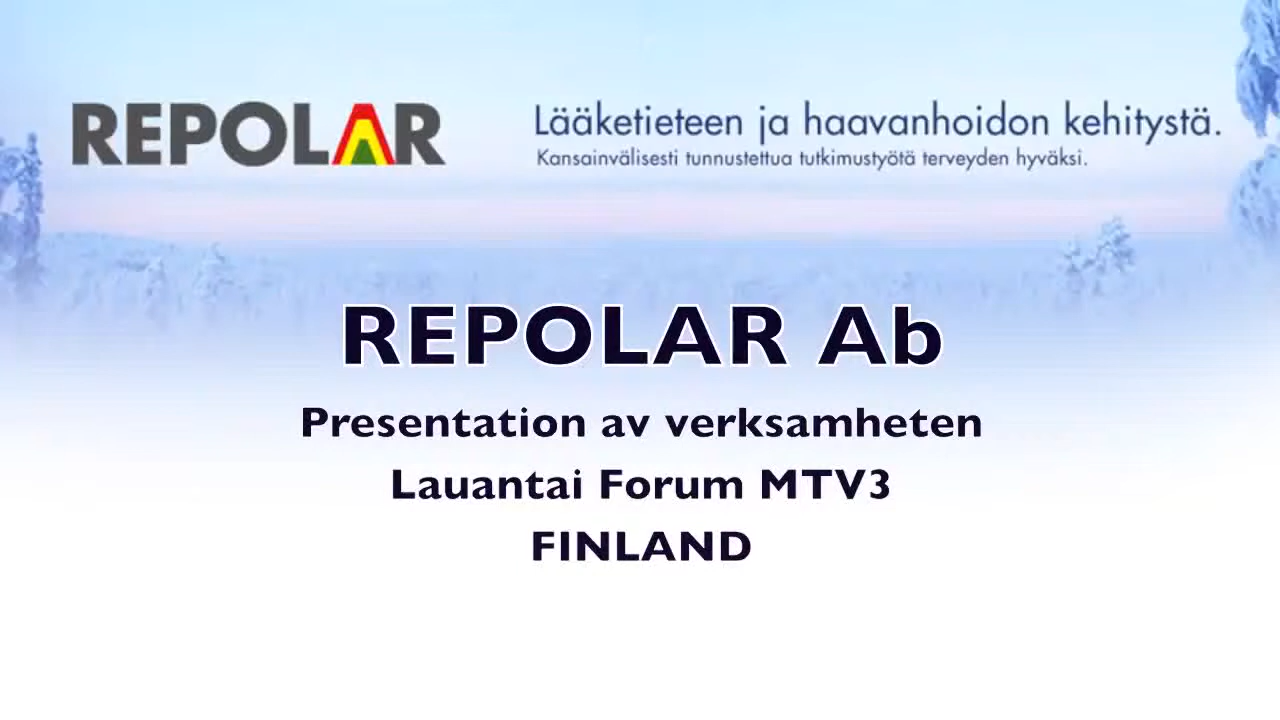 REPOLAR
Lääketieteen ja haavanhoidon kehitystä.
Kansainvälisesti tunnustettua tutkimustyötä terveyden hyväksi.
REPOLAR Ab
Presentation av verksamheten
Lauantai Forum MTV3
FINLAND